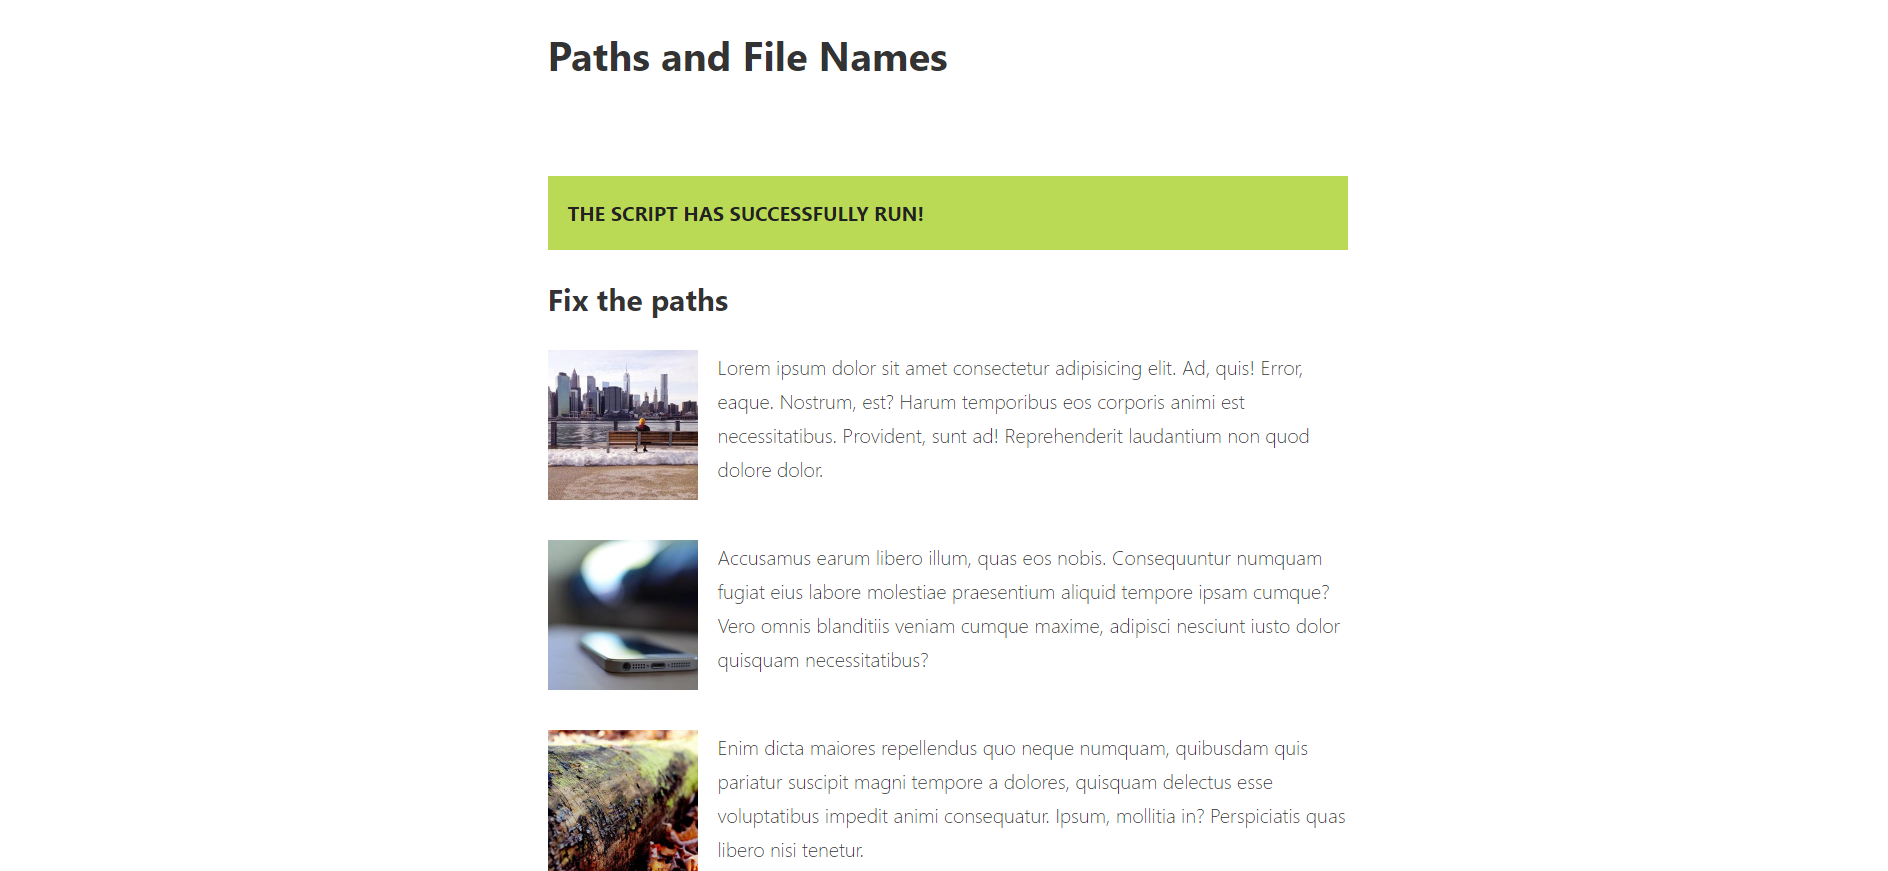 Paths and File Names
THE SCRIPT HAS SUCCESSFULLY RUN!
Fix the paths
Lorem ipsum dolor sit amet consectetur adipisicing elit. Ad, quis! Error,
eaque. Nostrum, est? Harum temporibus eos corporis animi est
necessitatibus. Provident, sunt ad! Reprehenderit laudantium non quod
dolore dolor.
Accusamus earum libero illum, quas eos nobis. Consequuntur numquam
fugiat eius labore molestiae praesentium aliquid tempore ipsam cumque?
Vero omnis blanditiis veniam cumque maxime, adipisci nesciunt iusto dolor
quisquam necessitatibus?
Enim dicta maiores repellendus quo neque numquam, quibusdam quis
pariatur suscipit magni tempore a dolores, quisquam delectus esse
voluptatibus impedit animi consequatur. Ipsum, mollitia in? Perspiciatis quas
libero nisi tenetur.